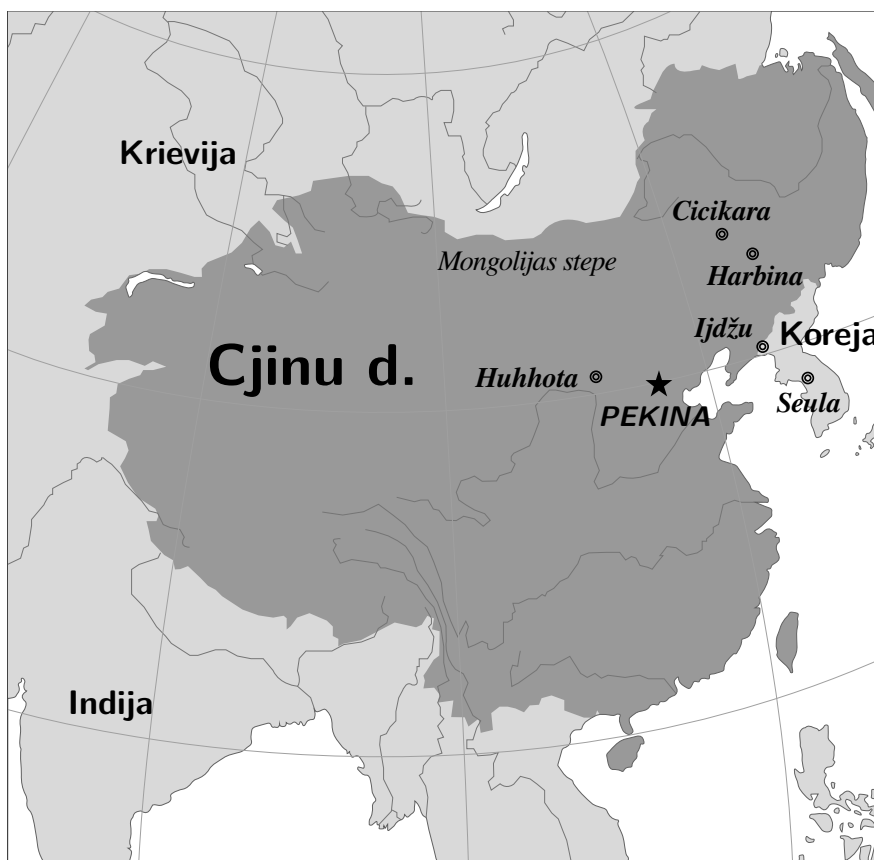 Krievija
Cicikara
Mongolijas stepe
Harbina
Ijdžu
Koreja
Cjinu d.
Huhhota
Seula
PEKINA
Indija